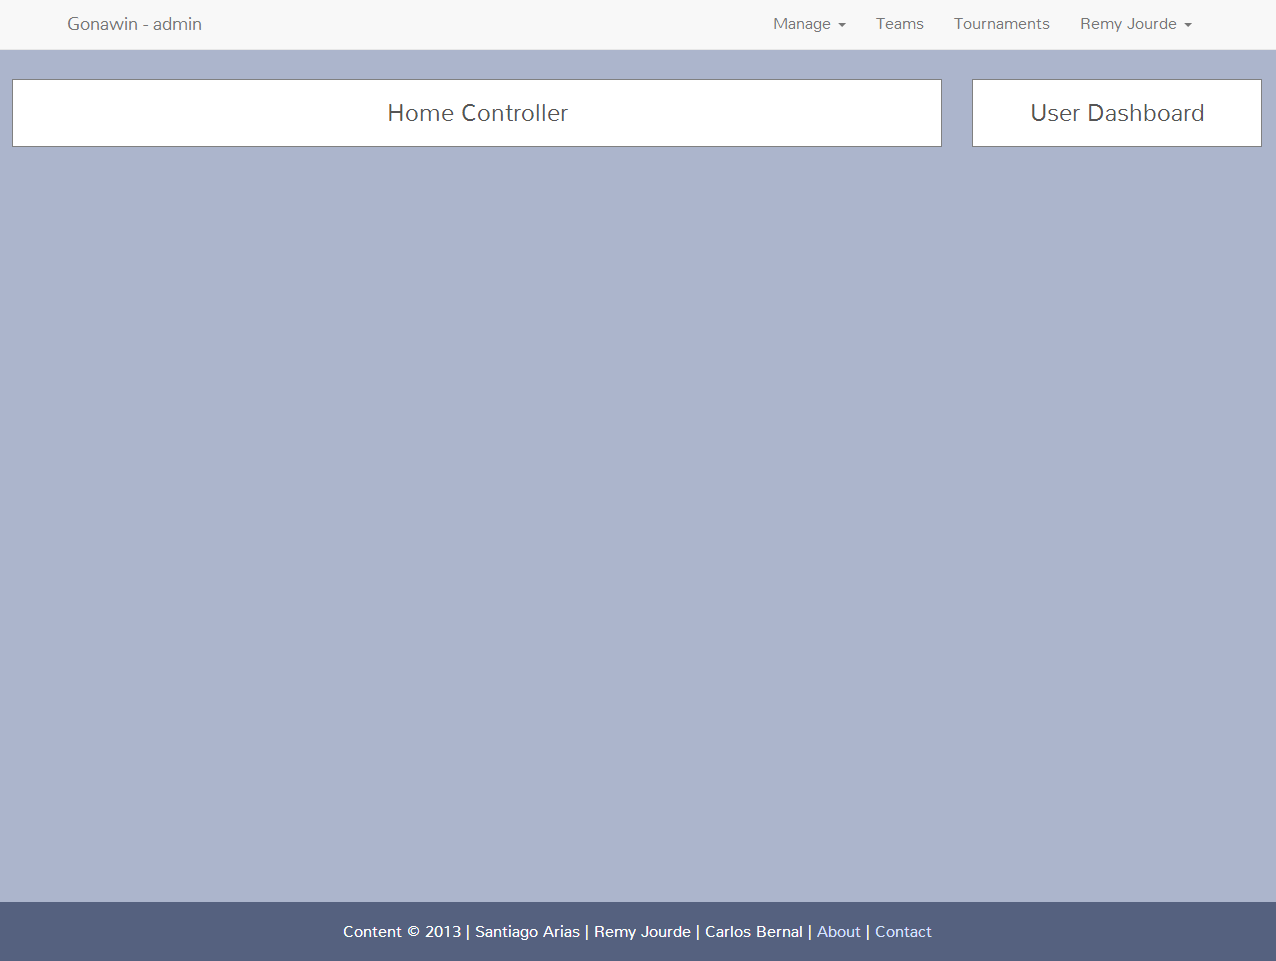 Gonawin - admin Manage Teams Tournaments Remy Jourde
Home Controller User Dashboard
Content © 2013 | Santiago Arias | Remy Jourde | Carlos Bernal | About | Contact